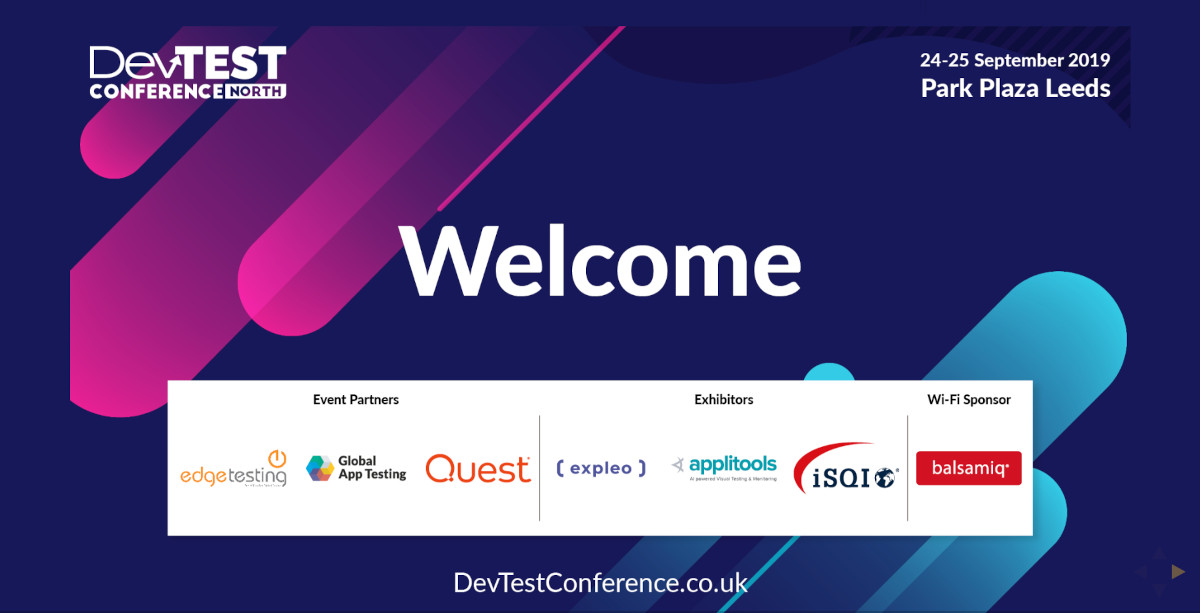 DevTEST
CONFERENCE NORTH
24-25 September 2019
Park Plaza Leeds
Welcome
Event Partners
Exhibitors
Wi-Fi Sponsor
edgetesting
Global
App Testing
Quest
expleo
applitools
AI powered Visual Testing & Monitoring
iSQI
balsamiq
DevTestConference.co.uk